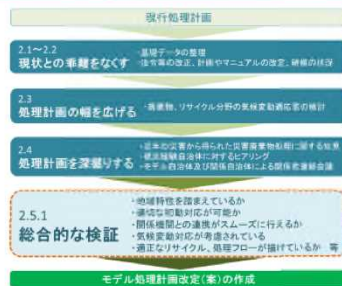 現行処理計画
2.1～2.2
現状との乖離をなくす
・基礎データの整理
・法令等の改正、計画やマニュアルの改定、研修の状況
2.3
処理計画の幅を広げる
・廃棄物、リサイクル分野の気候変動適応策の検討
2.4
処理計画を深掘りする
・近年の災害から得られた災害廃棄物処理に関する知見
・被災経験自治体に対するヒアリング
・モデル自治体及び関係自治体による関係者連絡会議
2.5.1
総合的な検証
・地域特性を踏まえているか
・適切な初動対応が可能か
・関係機関との連携がスムーズに行えるか
・気候変動対応が考慮されている
・適正なリサイクル、処理フローが描けているか 等
モデル処理計画改定(案)の作成